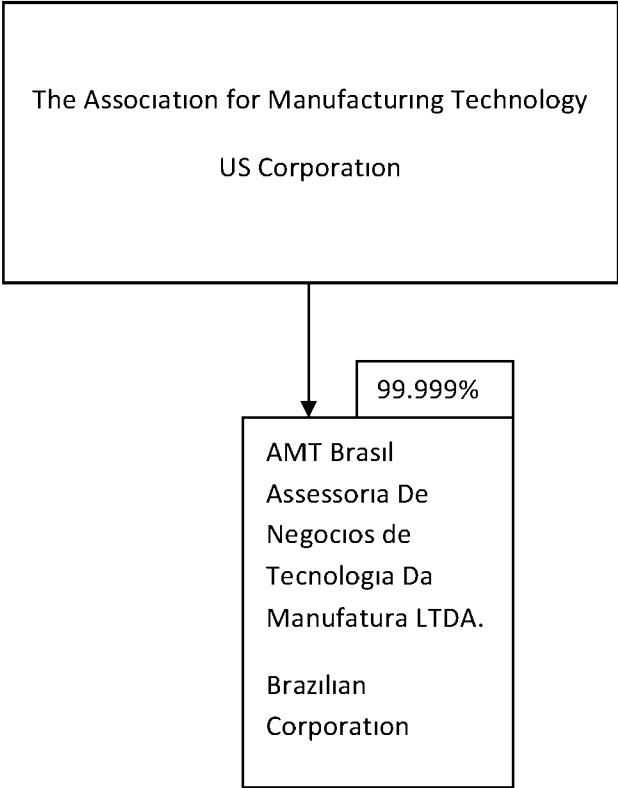 The Association for Manufacturing Technology
US Corporation
99.999%
AMT Brasil
Assessoria De
Negocios de
Tecnologia Da
Manufatura LTDA.
Brazilian
Corporation